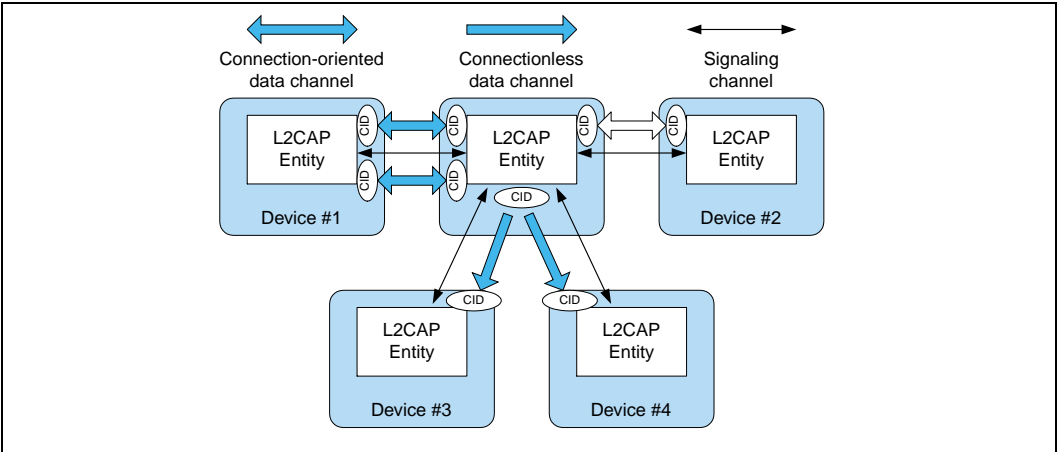 Connection-oriented
data channel
Connectionless
data channel
Signaling
channel
CID
CID
CID
CID
L2CAP
Entity
L2CAP
Entity
L2CAP
Entity
CID
CID
CID
Device #1
Device #2
CID
CID
L2CAP
Entity
L2CAP
Entity
Device #3
Device #4